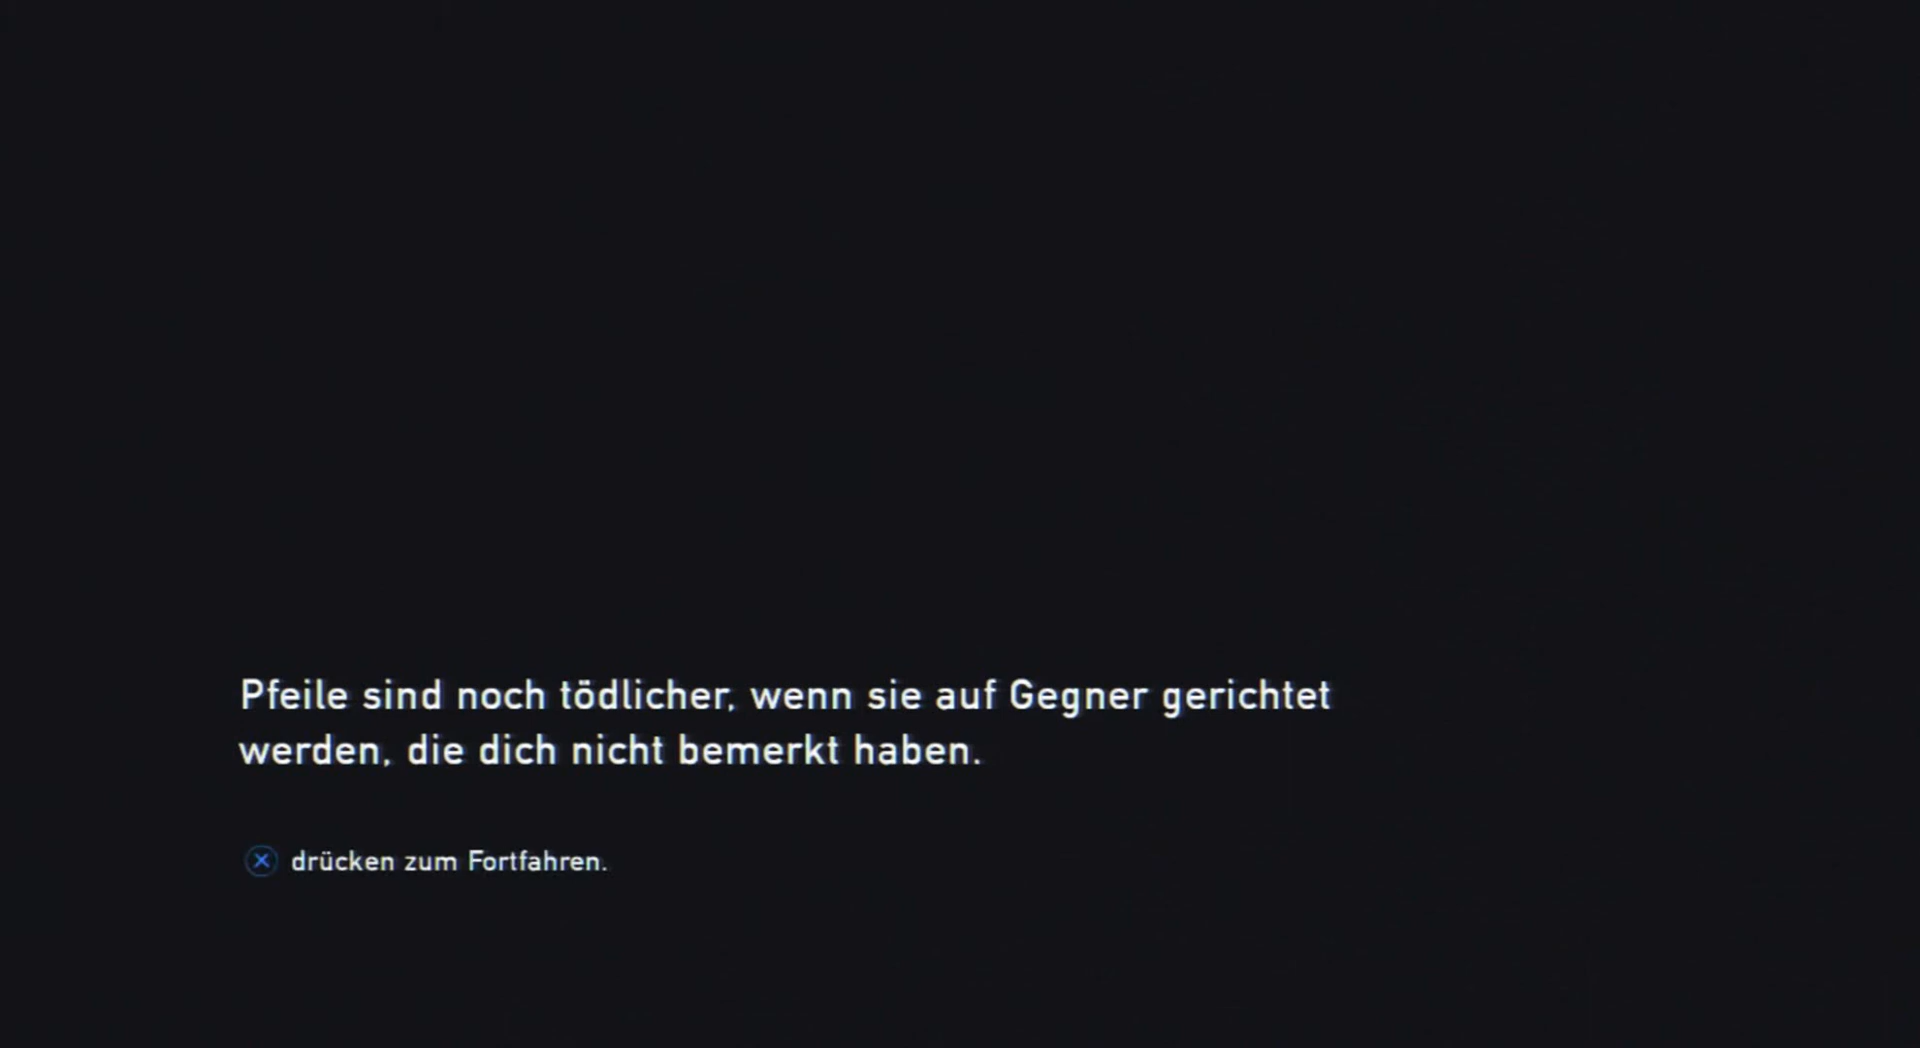 Pfeile sind noch tödlicher, wenn sie auf Gegner gerichtet
werden, die dich nicht bemerkt haben.
drücken zum Fortfahren.